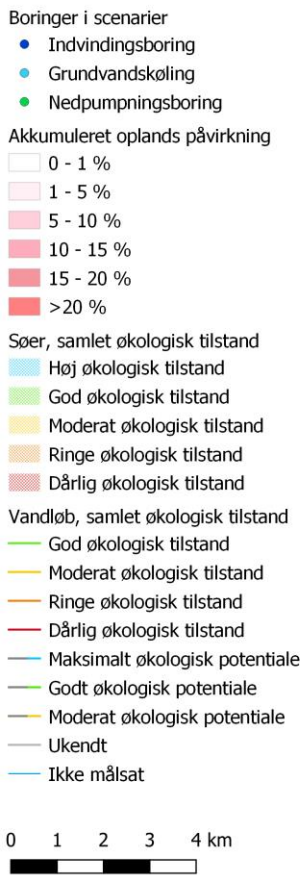 Boringer i scenarier
Indvindingsboring
Grundvandskøling
Nedpumpningsboring
Akkumuleret oplands påvirkning
0 - 1 %
1 - 5 %
5 - 10 %
10 - 15 %
15 - 20 %
>20 %
Søer, samlet økologisk tilstand
Høj økologisk tilstand
God økologisk tilstand
Moderat økologisk tilstand
Ringe økologisk tilstand
Dårlig økologisk tilstand
Vandløb, samlet økologisk tilstand
God økologisk tilstand
Moderat økologisk tilstand
Ringe økologisk tilstand
Dårlig økologisk tilstand
Maksimalt økologisk potentiale
Godt økologisk potentiale
Moderat økologisk potentiale
Ukendt
Ikke målsat
0 1 2 3 4 km